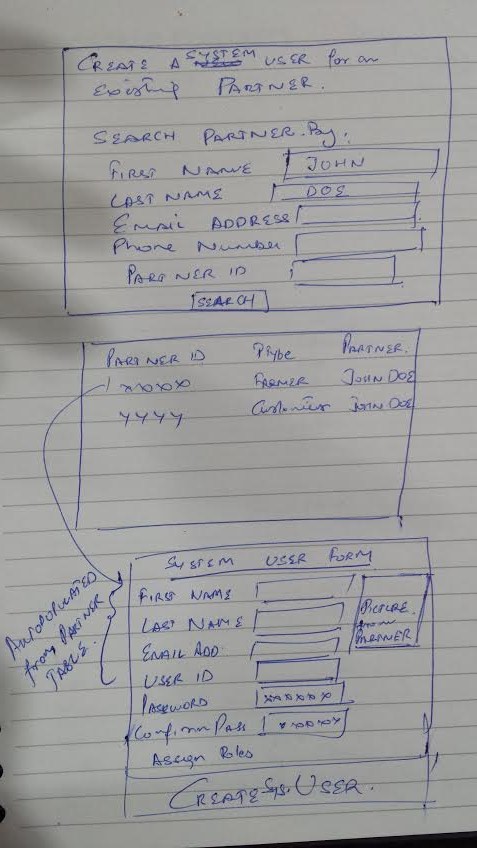 CREATE A SYSTEM USER for an
Existing PARTNER.
SEARCH PARTNER By:
FIRST NAME JOHN
LAST NAME DOE
Email ADDRESS
Phone Number
PARTNER ID
SEARCH
PARTNER ID Ptype PARTNER.
xxxxx Farmer JOHN DOE
YYYY Customer JOHN DOE
SYSTEM USER FORM
FIRST NAME
LAST NAME
EMAIL ADD
USER ID
PASSWORD xxxxxx
Confirm Pass xxxxx
Assign Roles
CREATE Sys. USER.
PICTURE
from
PARTNER
AUTOPOPULATED
from PARTNER
TABLE.